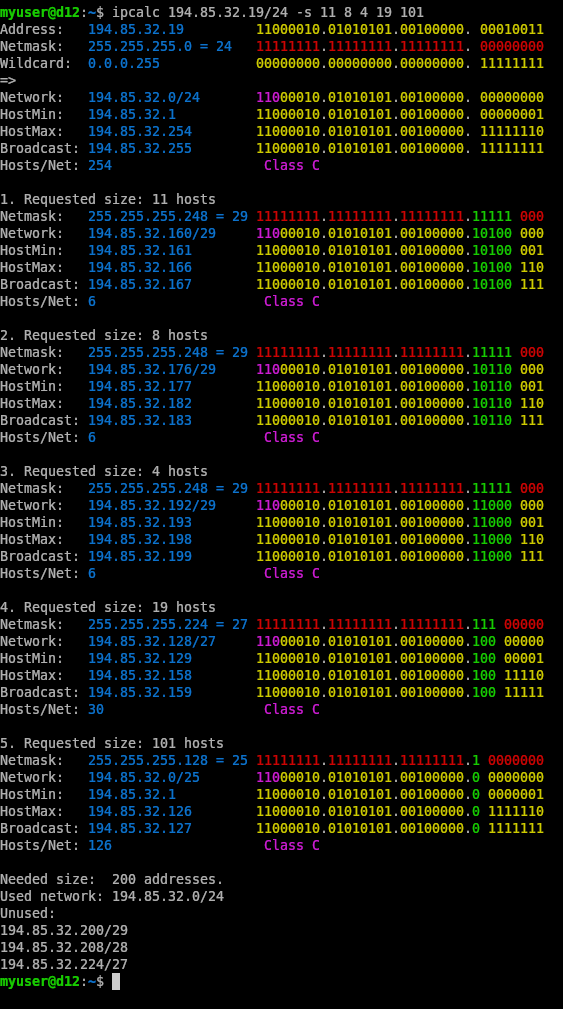 myuser@d12:~$ ipcalc 194.85.32.19/24 -s 11 8 4 19 101
Address:   194.85.32.19         11000010.01010101.00100000. 00010011
Netmask:   255.255.255.0 = 24   11111111.11111111.11111111. 00000000
Wildcard:  0.0.0.255            00000000.00000000.00000000. 11111111
=>
Network:   194.85.32.0/24       11000010.01010101.00100000. 00000000
HostMin:   194.85.32.1          11000010.01010101.00100000. 00000001
HostMax:   194.85.32.254        11000010.01010101.00100000. 11111110
Broadcast: 194.85.32.255        11000010.01010101.00100000. 11111111
Hosts/Net: 254                   Class C

1. Requested size: 11 hosts
Netmask:   255.255.255.248 = 29 11111111.11111111.11111111.11111 000
Network:   194.85.32.160/29     11000010.01010101.00100000.10100 000
HostMin:   194.85.32.161        11000010.01010101.00100000.10100 001
HostMax:   194.85.32.166        11000010.01010101.00100000.10100 110
Broadcast: 194.85.32.167        11000010.01010101.00100000.10100 111
Hosts/Net: 6                     Class C

2. Requested size: 8 hosts
Netmask:   255.255.255.248 = 29 11111111.11111111.11111111.11111 000
Network:   194.85.32.176/29     11000010.01010101.00100000.10110 000
HostMin:   194.85.32.177        11000010.01010101.00100000.10110 001
HostMax:   194.85.32.182        11000010.01010101.00100000.10110 110
Broadcast: 194.85.32.183        11000010.01010101.00100000.10110 111
Hosts/Net: 6                     Class C

3. Requested size: 4 hosts
Netmask:   255.255.255.248 = 29 11111111.11111111.11111111.11111 000
Network:   194.85.32.192/29     11000010.01010101.00100000.11000 000
HostMin:   194.85.32.193        11000010.01010101.00100000.11000 001
HostMax:   194.85.32.198        11000010.01010101.00100000.11000 110
Broadcast: 194.85.32.199        11000010.01010101.00100000.11000 111
Hosts/Net: 6                     Class C

4. Requested size: 19 hosts
Netmask:   255.255.255.224 = 27 11111111.11111111.11111111.111 00000
Network:   194.85.32.128/27     11000010.01010101.00100000.100 00000
HostMin:   194.85.32.129        11000010.01010101.00100000.100 00001
HostMax:   194.85.32.158        11000010.01010101.00100000.100 11110
Broadcast: 194.85.32.159        11000010.01010101.00100000.100 11111
Hosts/Net: 30                    Class C

5. Requested size: 101 hosts
Netmask:   255.255.255.128 = 25 11111111.11111111.11111111.1 0000000
Network:   194.85.32.0/25       11000010.01010101.00100000.0 0000000
HostMin:   194.85.32.1          11000010.01010101.00100000.0 0000001
HostMax:   194.85.32.126        11000010.01010101.00100000.0 1111110
Broadcast: 194.85.32.127        11000010.01010101.00100000.0 1111111
Hosts/Net: 126                   Class C

Needed size:  200 addresses.
Used network: 194.85.32.0/24
Unused:
194.85.32.200/29
194.85.32.208/28
194.85.32.224/27
myuser@d12:~$